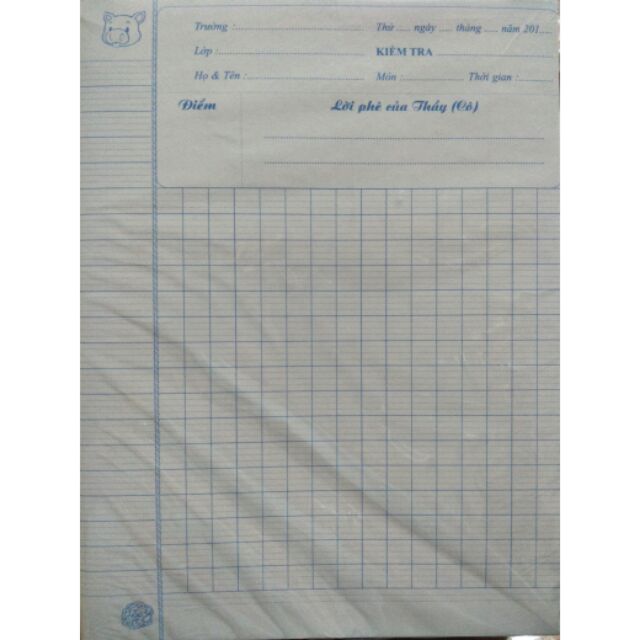 Trường :................................ Thứ ..... ngày ..... tháng ..... năm 201....
Lớp :................................ KIỂM TRA
Họ & Tên :................................ Môn :................ Thời gian :.........
Điểm Lời phê của Thầy (Cô)